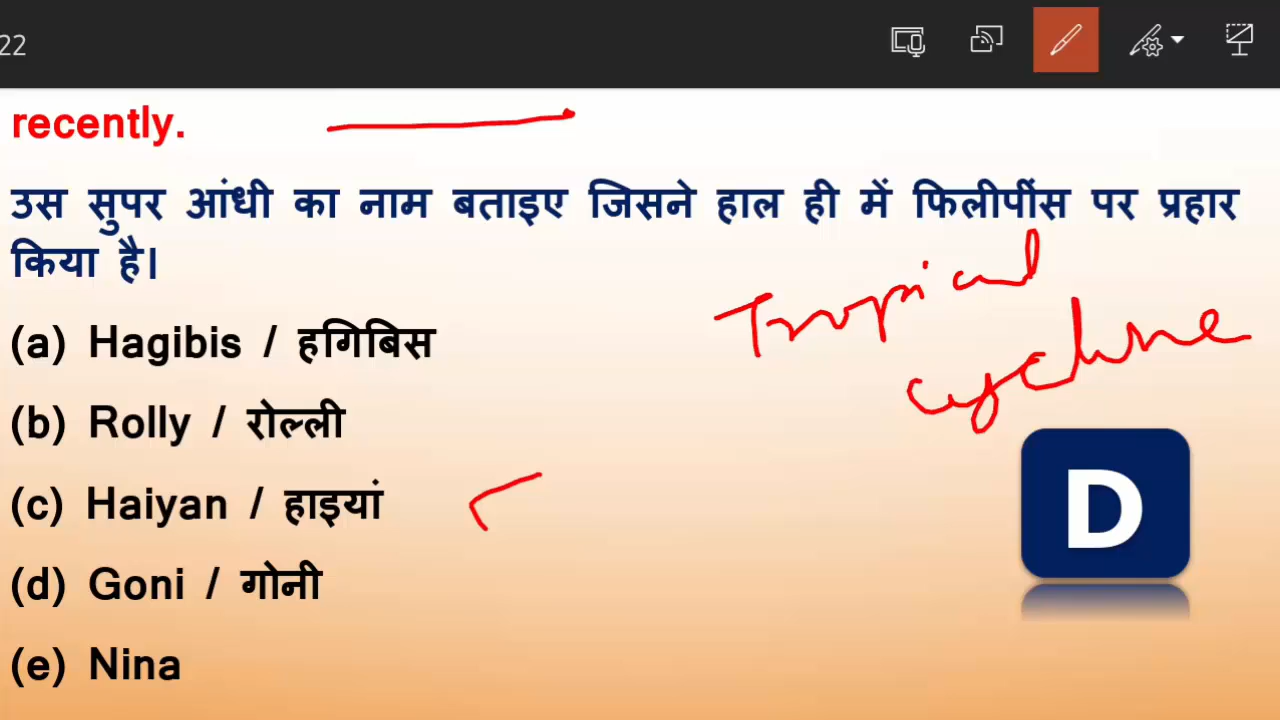 22
recently.
उस सुपर आंधी का नाम बताइए जिसने हाल ही में फिलीपींस पर प्रहार
किया है।
Tropical
cyclone
(a) Hagibis / हगिबिस
(b) Rolly / रोल्ली
(c) Haiyan / हाइयां
(d) Goni / गोनी
(e) Nina
D